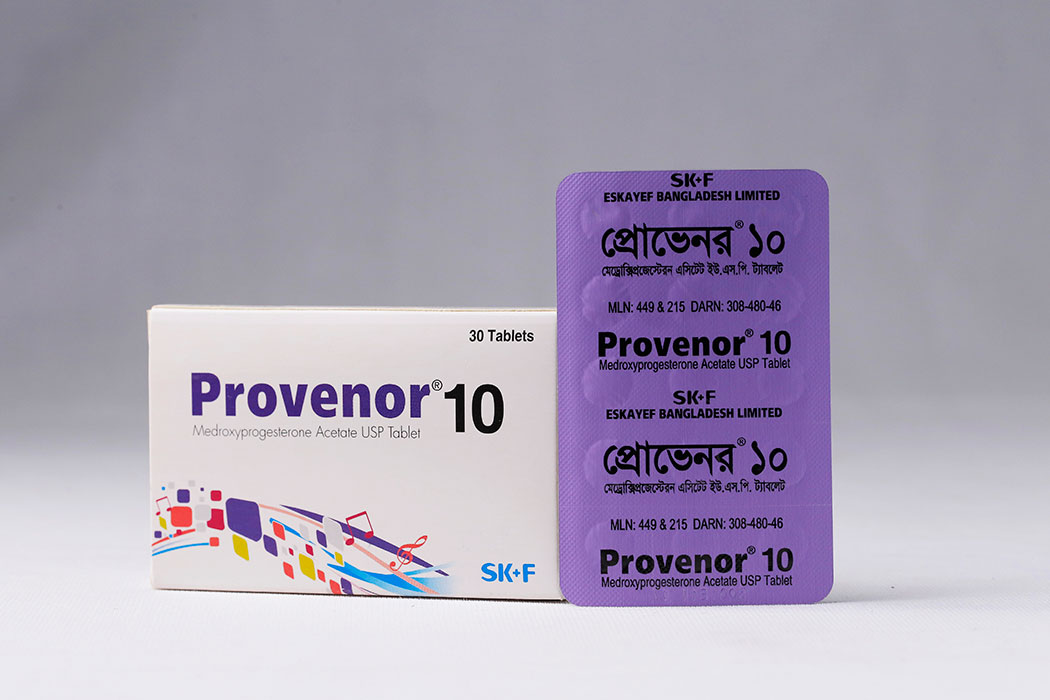 30 Tablets
Provenor® 10
Medroxyprogesterone Acetate USP Tablet
SK+F
SK+F
ESKAYEF BANGLADESH LIMITED
প্রোভেনর® ১০
মেড্রোক্সিপ্রজেস্টেরন এসিটেট ইউ.এস.পি. ট্যাবলেট
MLN: 449 & 215 DARN: 308-480-46
Provenor® 10
Medroxyprogesterone Acetate USP Tablet
SK+F
ESKAYEF BANGLADESH LIMITED
প্রোভেনর® ১০
মেড্রোক্সিপ্রজেস্টেরন এসিটেট ইউ.এস.পি. ট্যাবলেট
MLN: 449 & 215 DARN: 308-480-46
Provenor® 10
Medroxyprogesterone Acetate USP Tablet